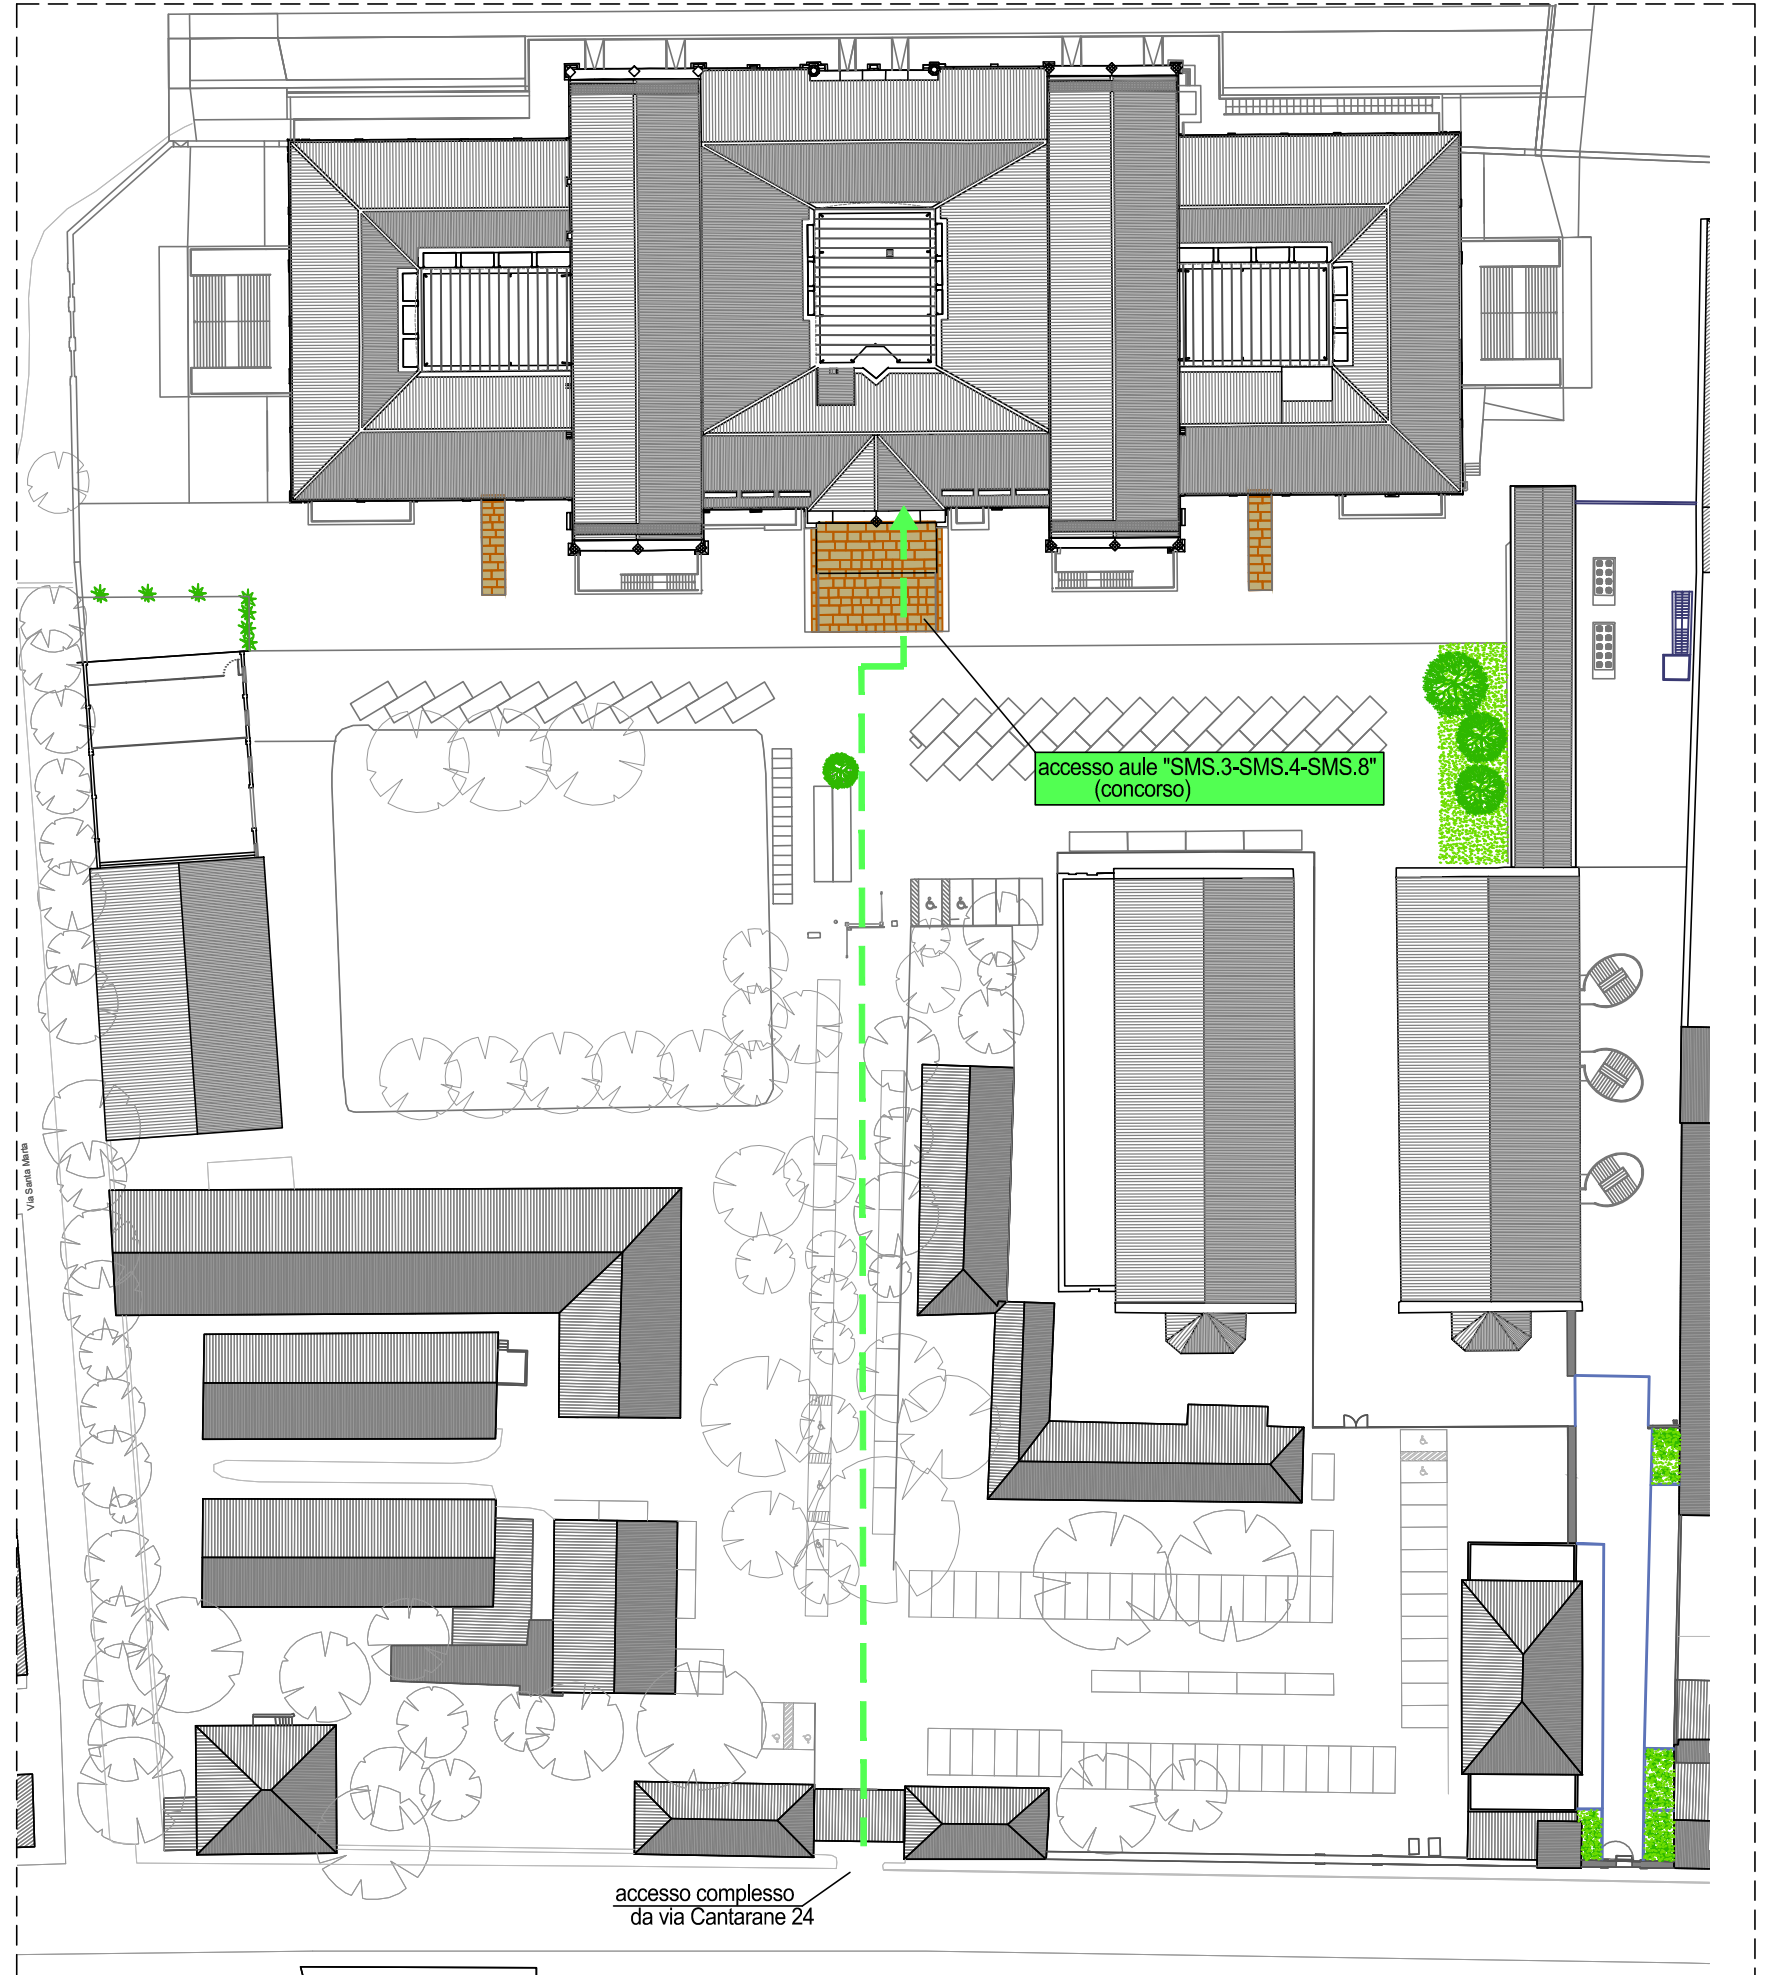 accesso aule "SMS.3-SMS.4-SMS.8"
(concorso)
Via Santa Marta
accesso complesso
da via Cantarane 24